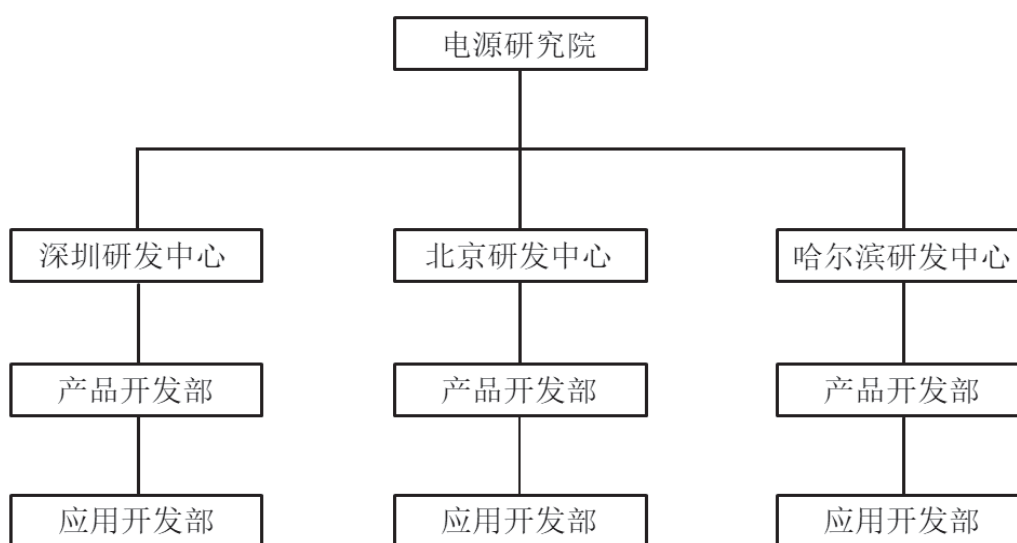 电源研究院
深圳研发中心
北京研发中心
哈尔滨研发中心
产品开发部
产品开发部
产品开发部
应用开发部
应用开发部
应用开发部